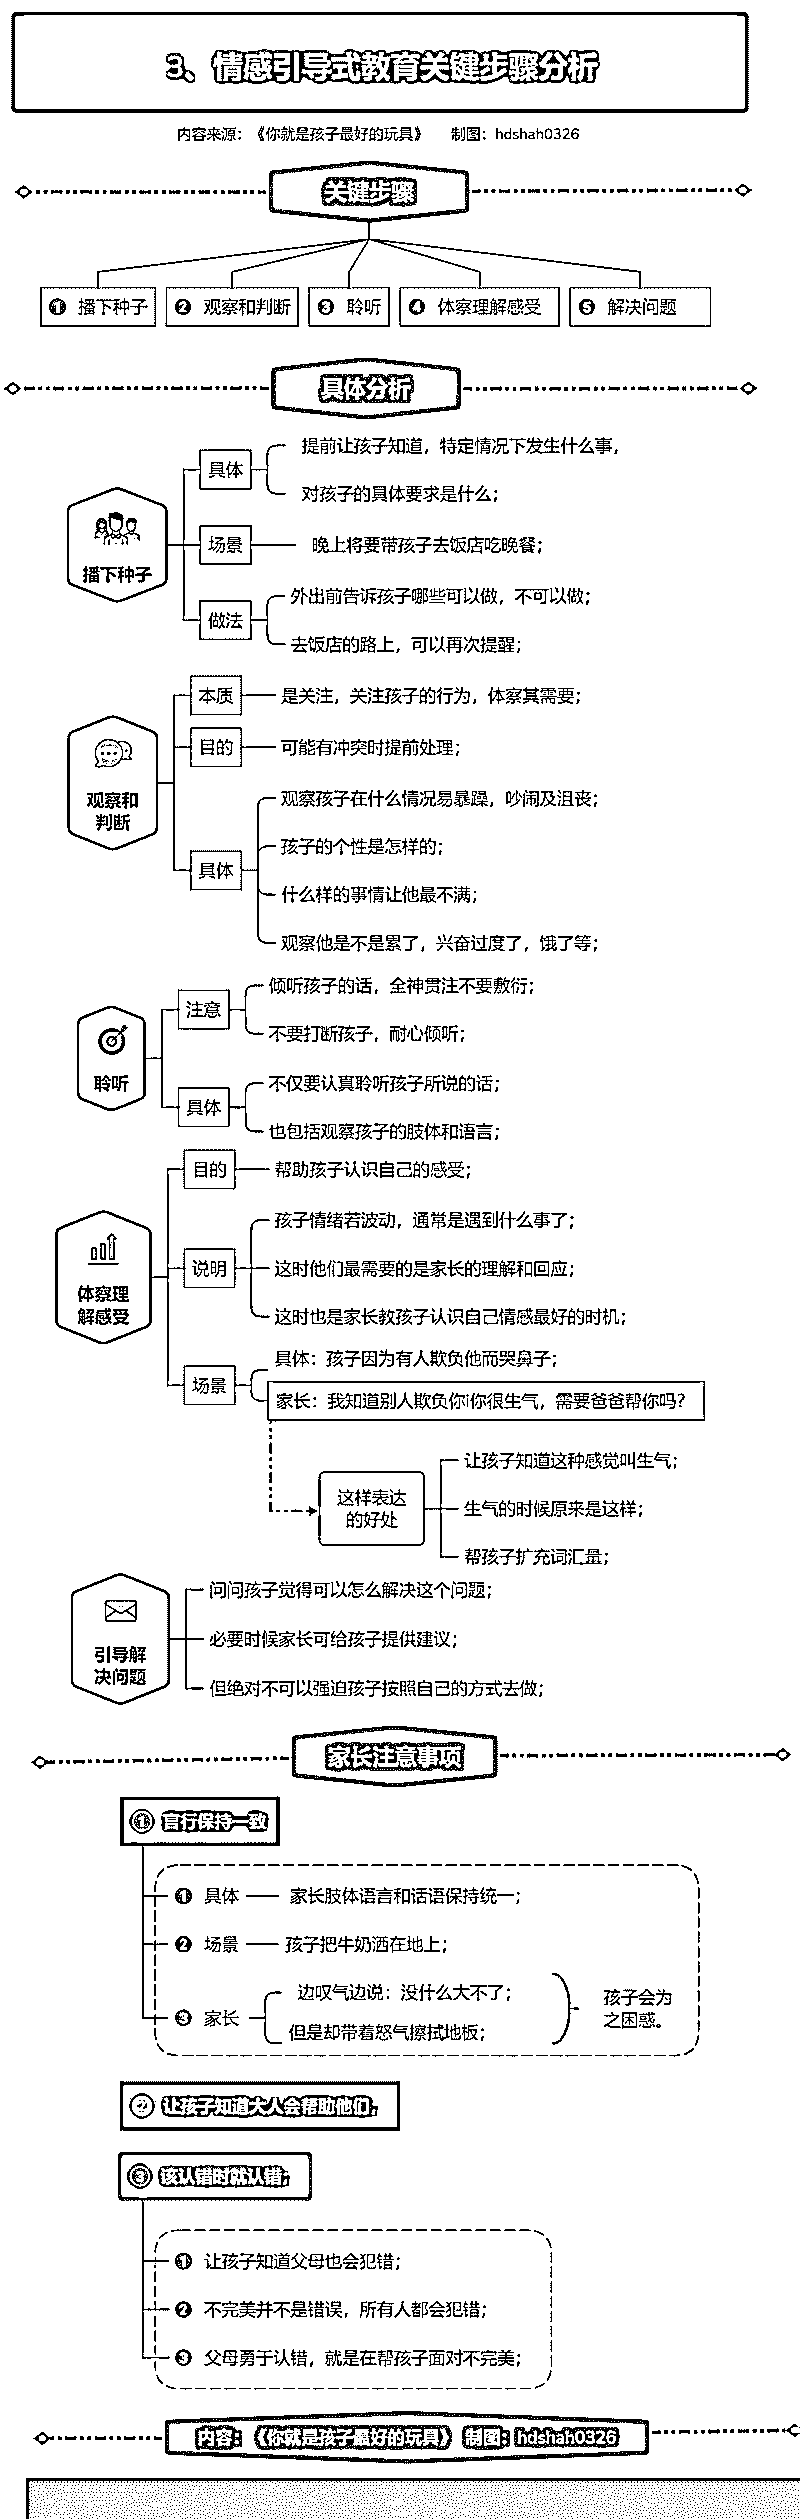 3、情感引导式教育关键步骤分析
内容来源：《你就是孩子最好的玩具》 制图：hdshah0326
关键步骤
❶ 播下种子
❷ 观察和判断
❸ 聆听
❹ 体察理解感受
❺ 解决问题
具体分析
播下种子
具体
提前让孩子知道，特定情况下发生什么事，
对孩子的具体要求是什么；
场景
晚上将要带孩子去饭店吃晚餐；
做法
外出前告诉孩子哪些可以做，不可以做；
去饭店的路上，可以再次提醒；
观察和
判断
本质
是关注，关注孩子的行为，体察其需要；
目的
可能有冲突时提前处理；
具体
观察孩子在什么情况易暴躁，吵闹及沮丧；
孩子的个性是怎样的；
什么样的事情让他最不满；
观察他是不是累了，兴奋过度了，饿了等；
聆听
注意
倾听孩子的话，全神贯注不要敷衍；
不要打断孩子，耐心倾听；
具体
不仅要认真聆听孩子所说的话；
也包括观察孩子的肢体和语言；
体察理
解感受
目的
帮助孩子认识自己的感受；
说明
孩子情绪若波动，通常是遇到什么事了；
这时他们最需要的是家长的理解和回应；
这时也是家长教孩子认识自己情感最好的时机；
场景
具体：孩子因为有人欺负他而哭鼻子；
家长：我知道别人欺负你!你很生气，需要爸爸帮你吗？
这样表达
的好处
让孩子知道这种感觉叫生气；
生气的时候原来是这样；
帮孩子扩充词汇量；
引导解
决问题
问问孩子觉得可以怎么解决这个问题；
必要时候家长可给孩子提供建议；
但绝对不可以强迫孩子按照自己的方式去做；
家长注意事项
① 言行保持一致
❶ 具体 家长肢体语言和话语保持统一；
❷ 场景 孩子把牛奶洒在地上；
❸ 家长
边叹气边说：没什么大不了；
但是却带着怒气擦拭地板；
孩子会为
之困惑。
② 让孩子知道大人会帮助他们，
③ 该认错时就认错；
❶ 让孩子知道父母也会犯错；
❷ 不完美并不是错误，所有人都会犯错；
❸ 父母勇于认错，就是在帮孩子面对不完美；
内容：《你就是孩子最好的玩具》 制图：hdshah0326